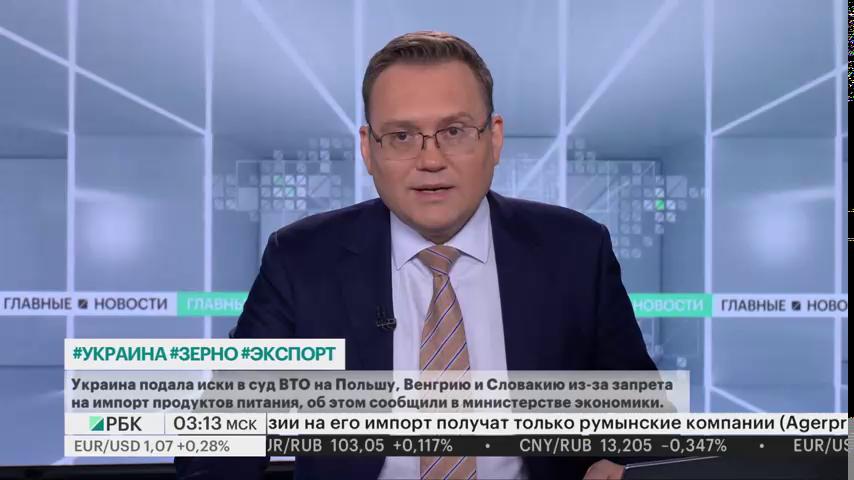 ГЛАВНЫЕ НОВОСТИ ГЛАВНЫЕ
НОВОСТИ ГЛАВНЫЕ НОВО
#УКРАИНА #ЗЕРНО #ЭКСПОРТ
Украина подала иски в суд ВТО на Польшу, Венгрию и Словакию из-за запрета
на импорт продуктов питания, об этом сообщили в министерстве экономики.
РБК 03:13 МСК зии на его импорт получат только румынские компании (Agerpr
EUR/USD 1,07 +0,28% UR/RUB 103,05 +0,117% • CNY/RUB 13,205 -0,347% • EUR/US